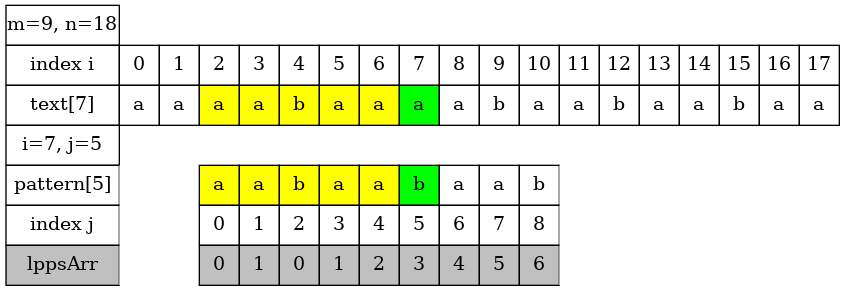 m=9, n=18
index i 0 1 2 3 4 5 6 7 8 9 10 11 12 13 14 15 16 17
text[7] a a a a b a a a a b a a b a a b a a
i=7, j=5
pattern[5] a a b a a b a a b
index j 0 1 2 3 4 5 6 7 8
lppsArr 0 1 0 1 2 3 4 5 6